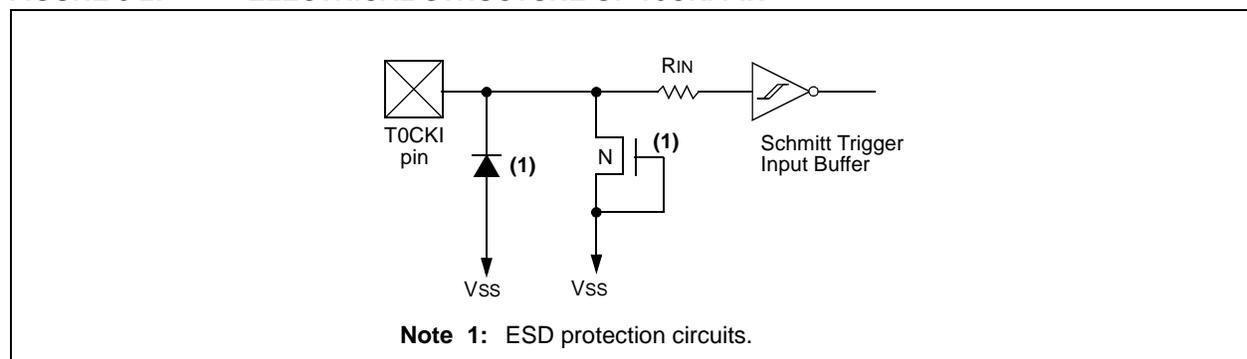 RIN
T0CKI
pin
(1)
N
(1)
Schmitt Trigger
Input Buffer
VSS
VSS
Note 1: ESD protection circuits.